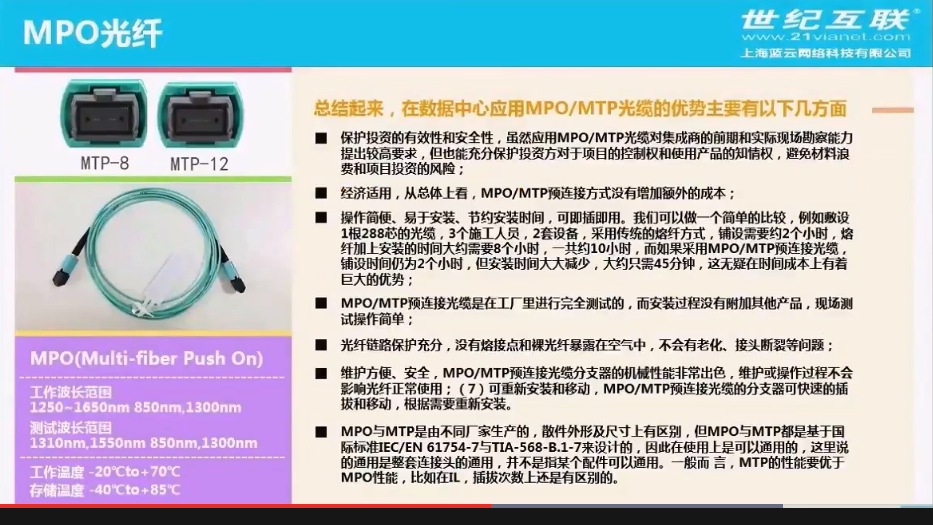 MPO光纤
世纪互联
www.21vianet.com
上海蓝云网络科技有限公司
MTP-8
MTP-12
MPO(Multi-fiber Push On)
工作波长范围
1250~1650nm 850nm,1300nm
测试波长范围
1310nm,1550nm 850nm,1300nm
工作温度 -20℃to+70℃
存储温度 -40℃to+85℃
总结起来，在数据中心应用MPO/MTP光缆的优势主要有以下几方面
■ 保护投资的有效性和安全性，虽然应用MPO/MTP光缆对集成商的前期和实际现场勘察能力
提出较高要求，但也能充分保护投资方对于项目的控制权和使用产品的知情权，避免材料浪
费和项目投资的风险；
■ 经济适用，从总体上看，MPO/MTP预连接方式没有增加额外的成本；
■ 操作简便、易于安装、节约安装时间，可即插即用。我们可以做一个简单的比较，例如敷设
1根288芯的光缆，3个施工人员，2套设备，采用传统的熔纤方式，铺设需要约2个小时，熔
纤加上安装的时间大约需要8个小时，一共约10小时，而如果采用MPO/MTP预连接光缆，
铺设时间仍为2个小时，但安装时间大大减少，大约只需45分钟，这无疑在时间成本上有着
巨大的优势；
■ MPO/MTP预连接光缆是在工厂里进行完全测试的，而安装过程没有附加其他产品，现场测
试操作简单；
■ 光纤链路保护充分，没有熔接点和裸光纤暴露在空气中，不会有老化、接头断裂等问题；
■ 维护方便、安全，MPO/MTP预连接光缆分支器的机械性能非常出色，维护或操作过程不会
影响光纤正常使用；（7）可重新安装和移动，MPO/MTP预连接光缆的分支器可快速的插
拔和移动，根据需要重新安装。
■ MPO与MTP是由不同厂家生产的，散件外形及尺寸上有区别，但MPO与MTP都是基于国
际标准IEC/EN 61754-7与TIA-568-B.1-7来设计的，因此在使用上是可以通用的，这里说
的通用是整套连接头的通用，并不是指某个配件可以通用。一般而 言，MTP的性能要优于
MPO性能，比如在IL，插拔次数上还是有区别的。